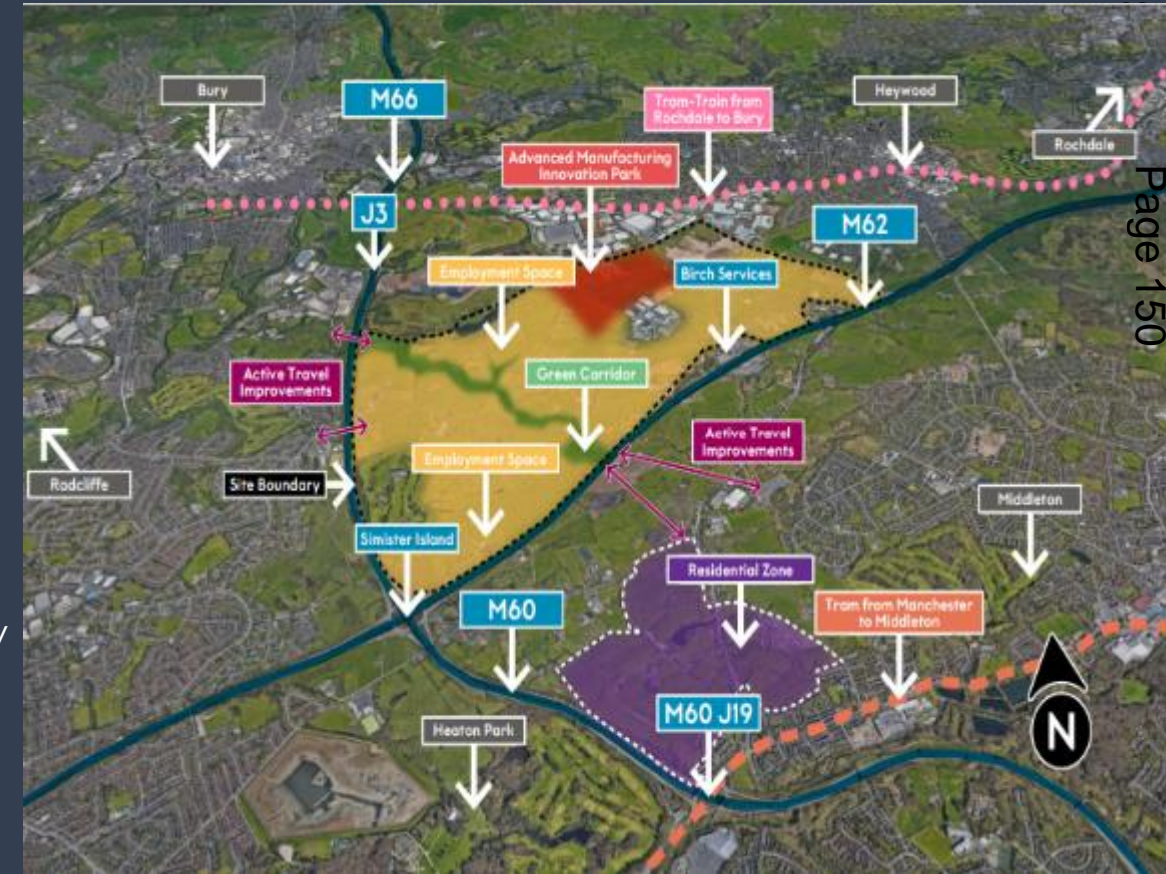 Bury
M66
Tram-Train from
Rochdale to Bury
Heywood
Rochdale
Advanced Manufacturing
Innovation Park
J3
M62
Employment Space
Birch Services
Active Travel
Improvements
Green Corridor
Active Travel
Improvements
Employment Space
Radcliffe
Site Boundary
Middleton
Simister Island
Residential Zone
M60
Tram from Manchester
to Middleton
M60 J19
Heaton Park
N
Page 150